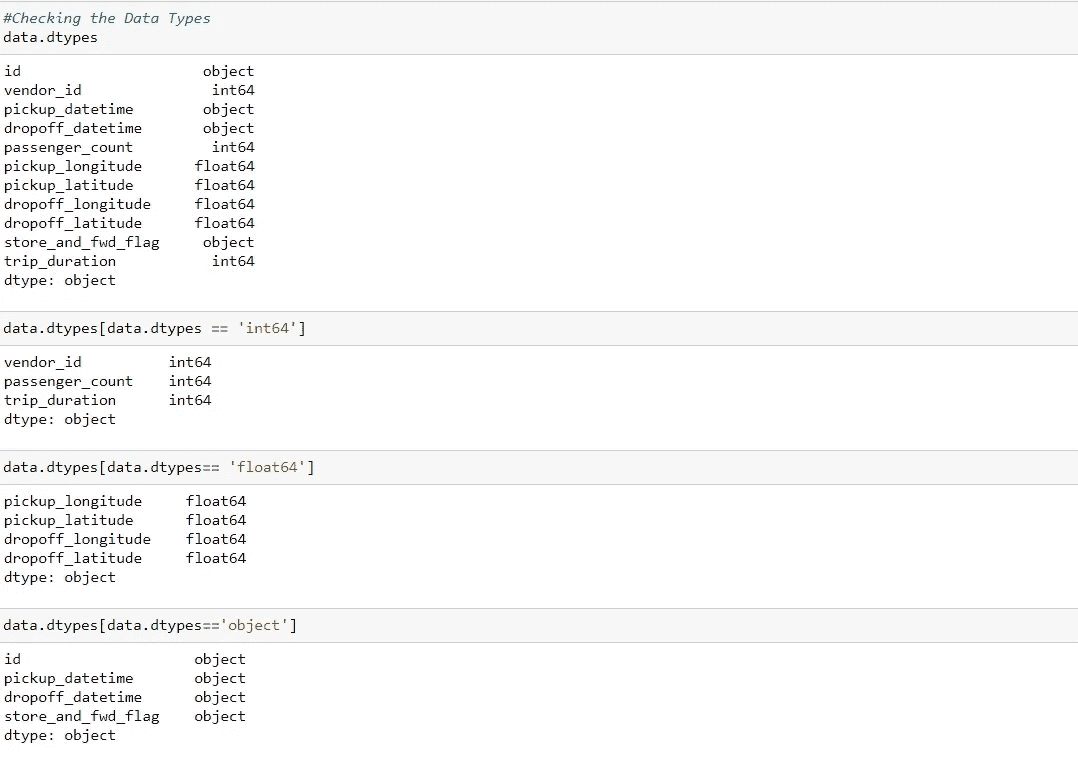 #Checking the Data Types
data.dtypes
id object
vendor_id int64
pickup_datetime object
dropoff_datetime object
passenger_count int64
pickup_longitude float64
pickup_latitude float64
dropoff_longitude float64
dropoff_latitude float64
store_and_fwd_flag object
trip_duration int64
dtype: object
data.dtypes[data.dtypes == 'int64']
vendor_id int64
passenger_count int64
trip_duration int64
dtype: object
data.dtypes[data.dtypes== 'float64']
pickup_longitude float64
pickup_latitude float64
dropoff_longitude float64
dropoff_latitude float64
dtype: object
data.dtypes[data.dtypes=='object']
id object
pickup_datetime object
dropoff_datetime object
store_and_fwd_flag object
dtype: object